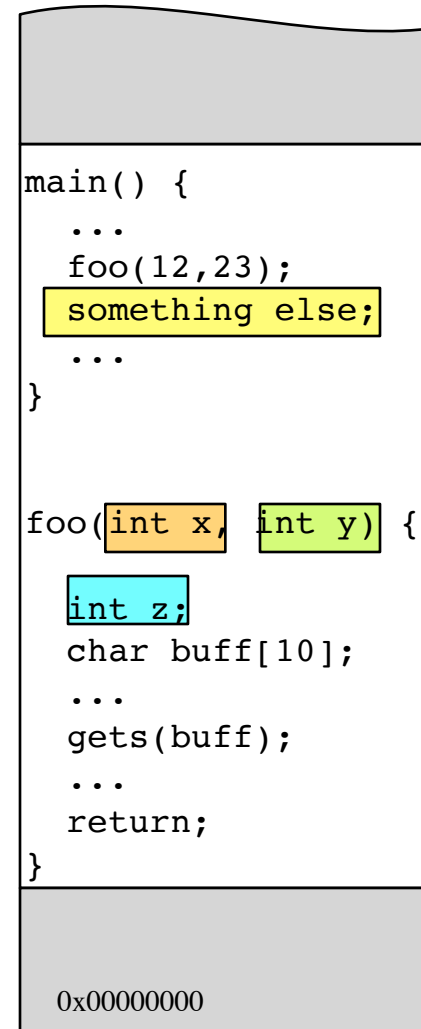 main() {
...
foo(12,23);
something else;
...
}
foo(int x, int y) {
int z;
char buff[10];
...
gets(buff);
...
return;
}
0x00000000